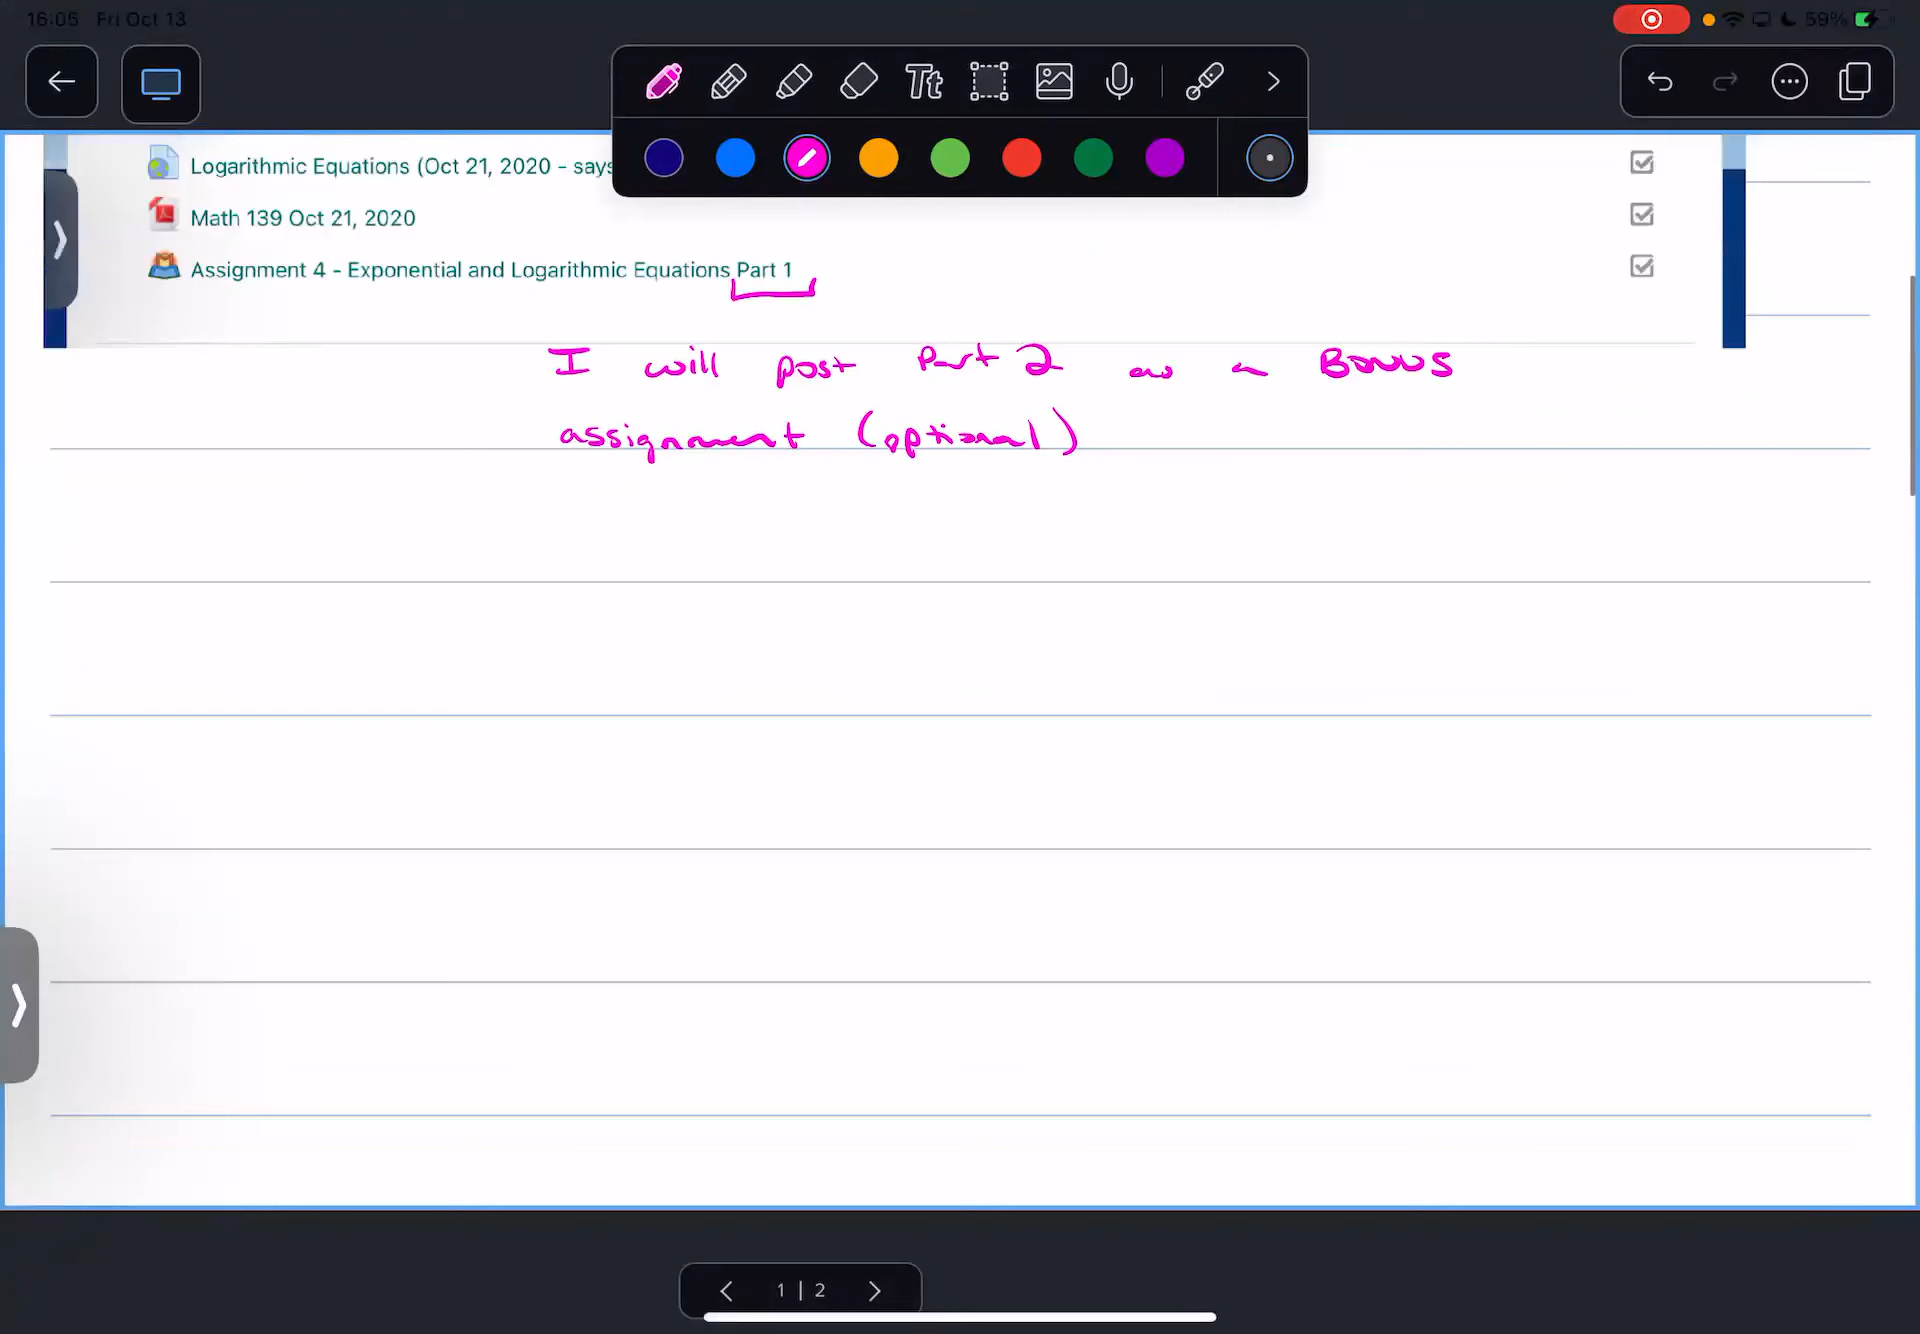 16:05 Fri Oct 13
59%
Tt
Logarithmic Equations (Oct 21, 2020 - says
Math 139 Oct 21, 2020
Assignment 4 - Exponential and Logarithmic Equations Part 1
I will post Part 2 as a BONUS
assignment (optional)
1 | 2